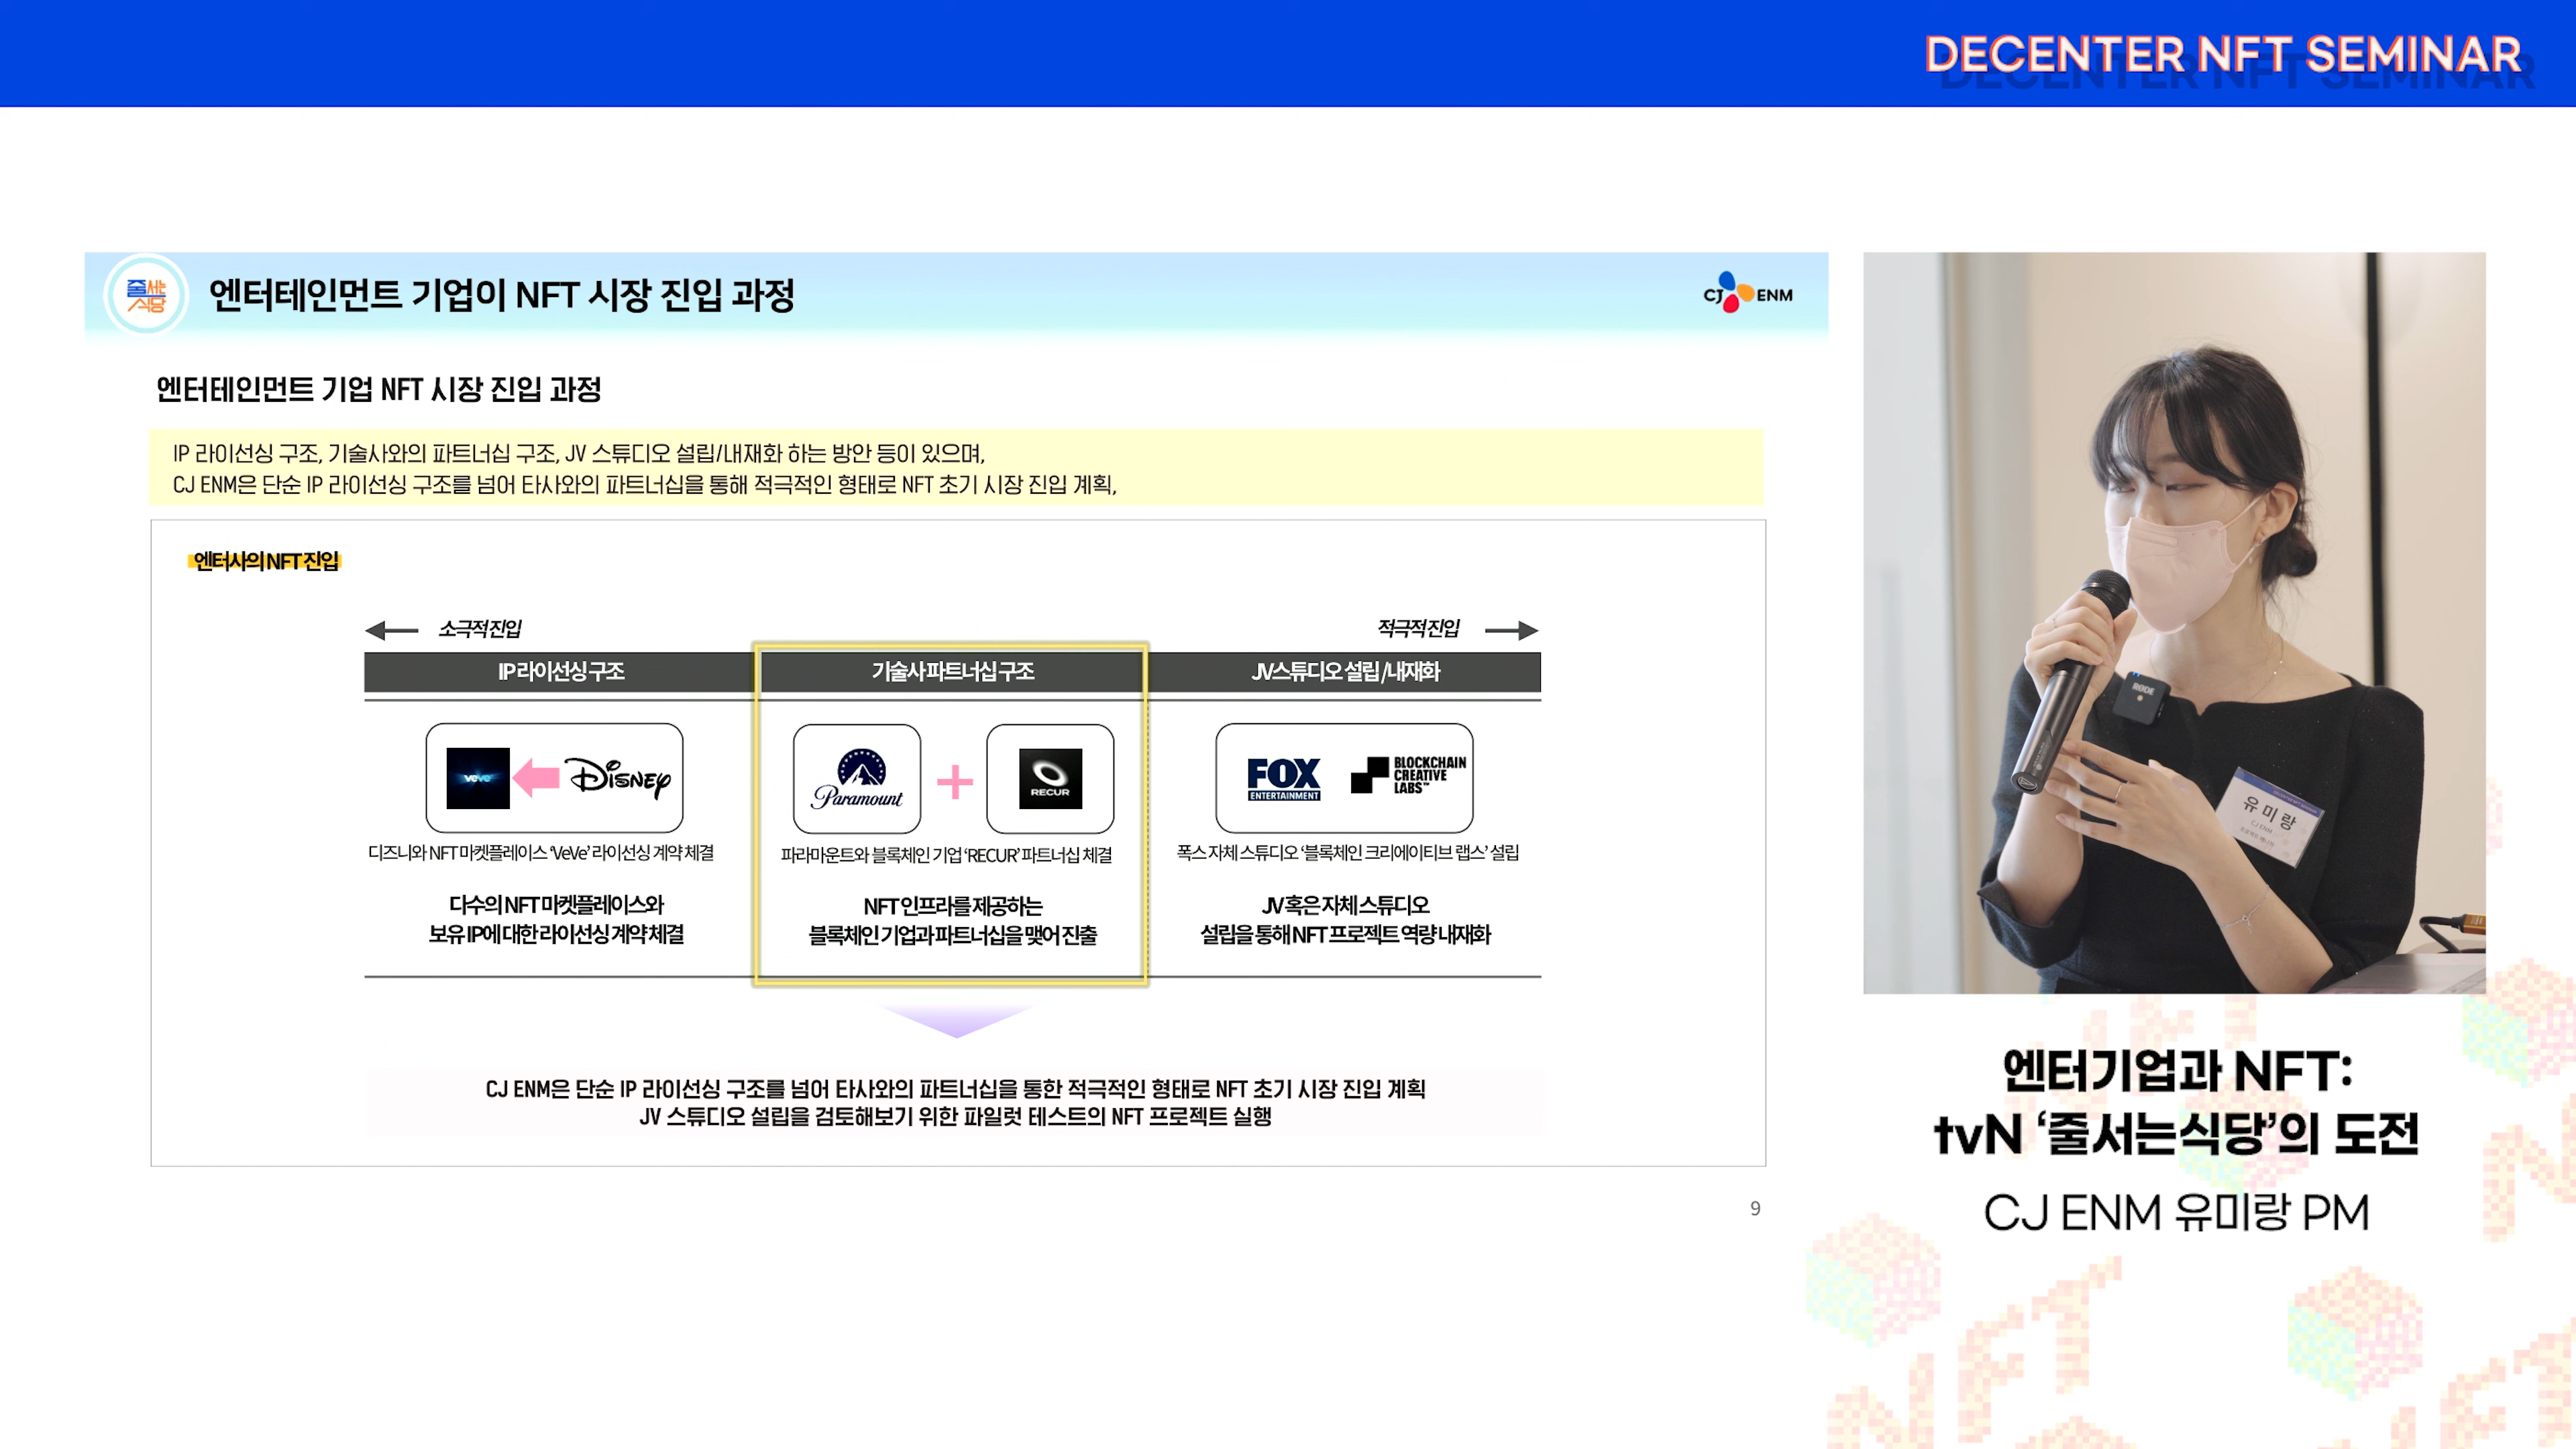 DECENTER NFT SEMINAR
줄서는
식당
엔터테인먼트 기업이 NFT 시장 진입 과정
CJ ENM
엔터테인먼트 기업 NFT 시장 진입 과정
IP 라이선싱 구조, 기술사와의 파트너십 구조, JV 스튜디오 설립/내재화 하는 방안 등이 있으며,
CJ ENM은 단순 IP 라이선싱 구조를 넘어 타사와의 파트너십을 통해 적극적인 형태로 NFT 초기 시장 진입 계획,
엔터사의 NFT 진입
소극적 진입
적극적 진입
IP 라이선싱 구조
기술사 파트너십 구조
JV스튜디오 설립 /내재화
VeVe
Disney
Paramount
RECUR
FOX
ENTERTAINMENT
BLOCKCHAIN
CREATIVE
LABS™
디즈니와 NFT 마켓플레이스 ‘VeVe’ 라이선싱 계약 체결
파라마운트와 블록체인 기업 ‘RECUR’ 파트너십 체결
폭스 자체 스튜디오 ‘블록체인 크리에이티브 랩스’ 설립
다수의 NFT 마켓플레이스와
보유 IP에 대한 라이선싱 계약 체결
NFT 인프라를 제공하는
블록체인 기업과 파트너십을 맺어 진출
JV 혹은 자체 스튜디오
설립을 통해 NFT 프로젝트 역량 내재화
CJ ENM은 단순 IP 라이선싱 구조를 넘어 타사와의 파트너십을 통한 적극적인 형태로 NFT 초기 시장 진입 계획
JV 스튜디오 설립을 검토해보기 위한 파일럿 테스트의 NFT 프로젝트 실행
9
RØDE
유 미 랑
CJ ENM
엔터기업과 NFT:
tvN ‘줄서는식당’의 도전
CJ ENM 유미랑 PM
NFT
NFT